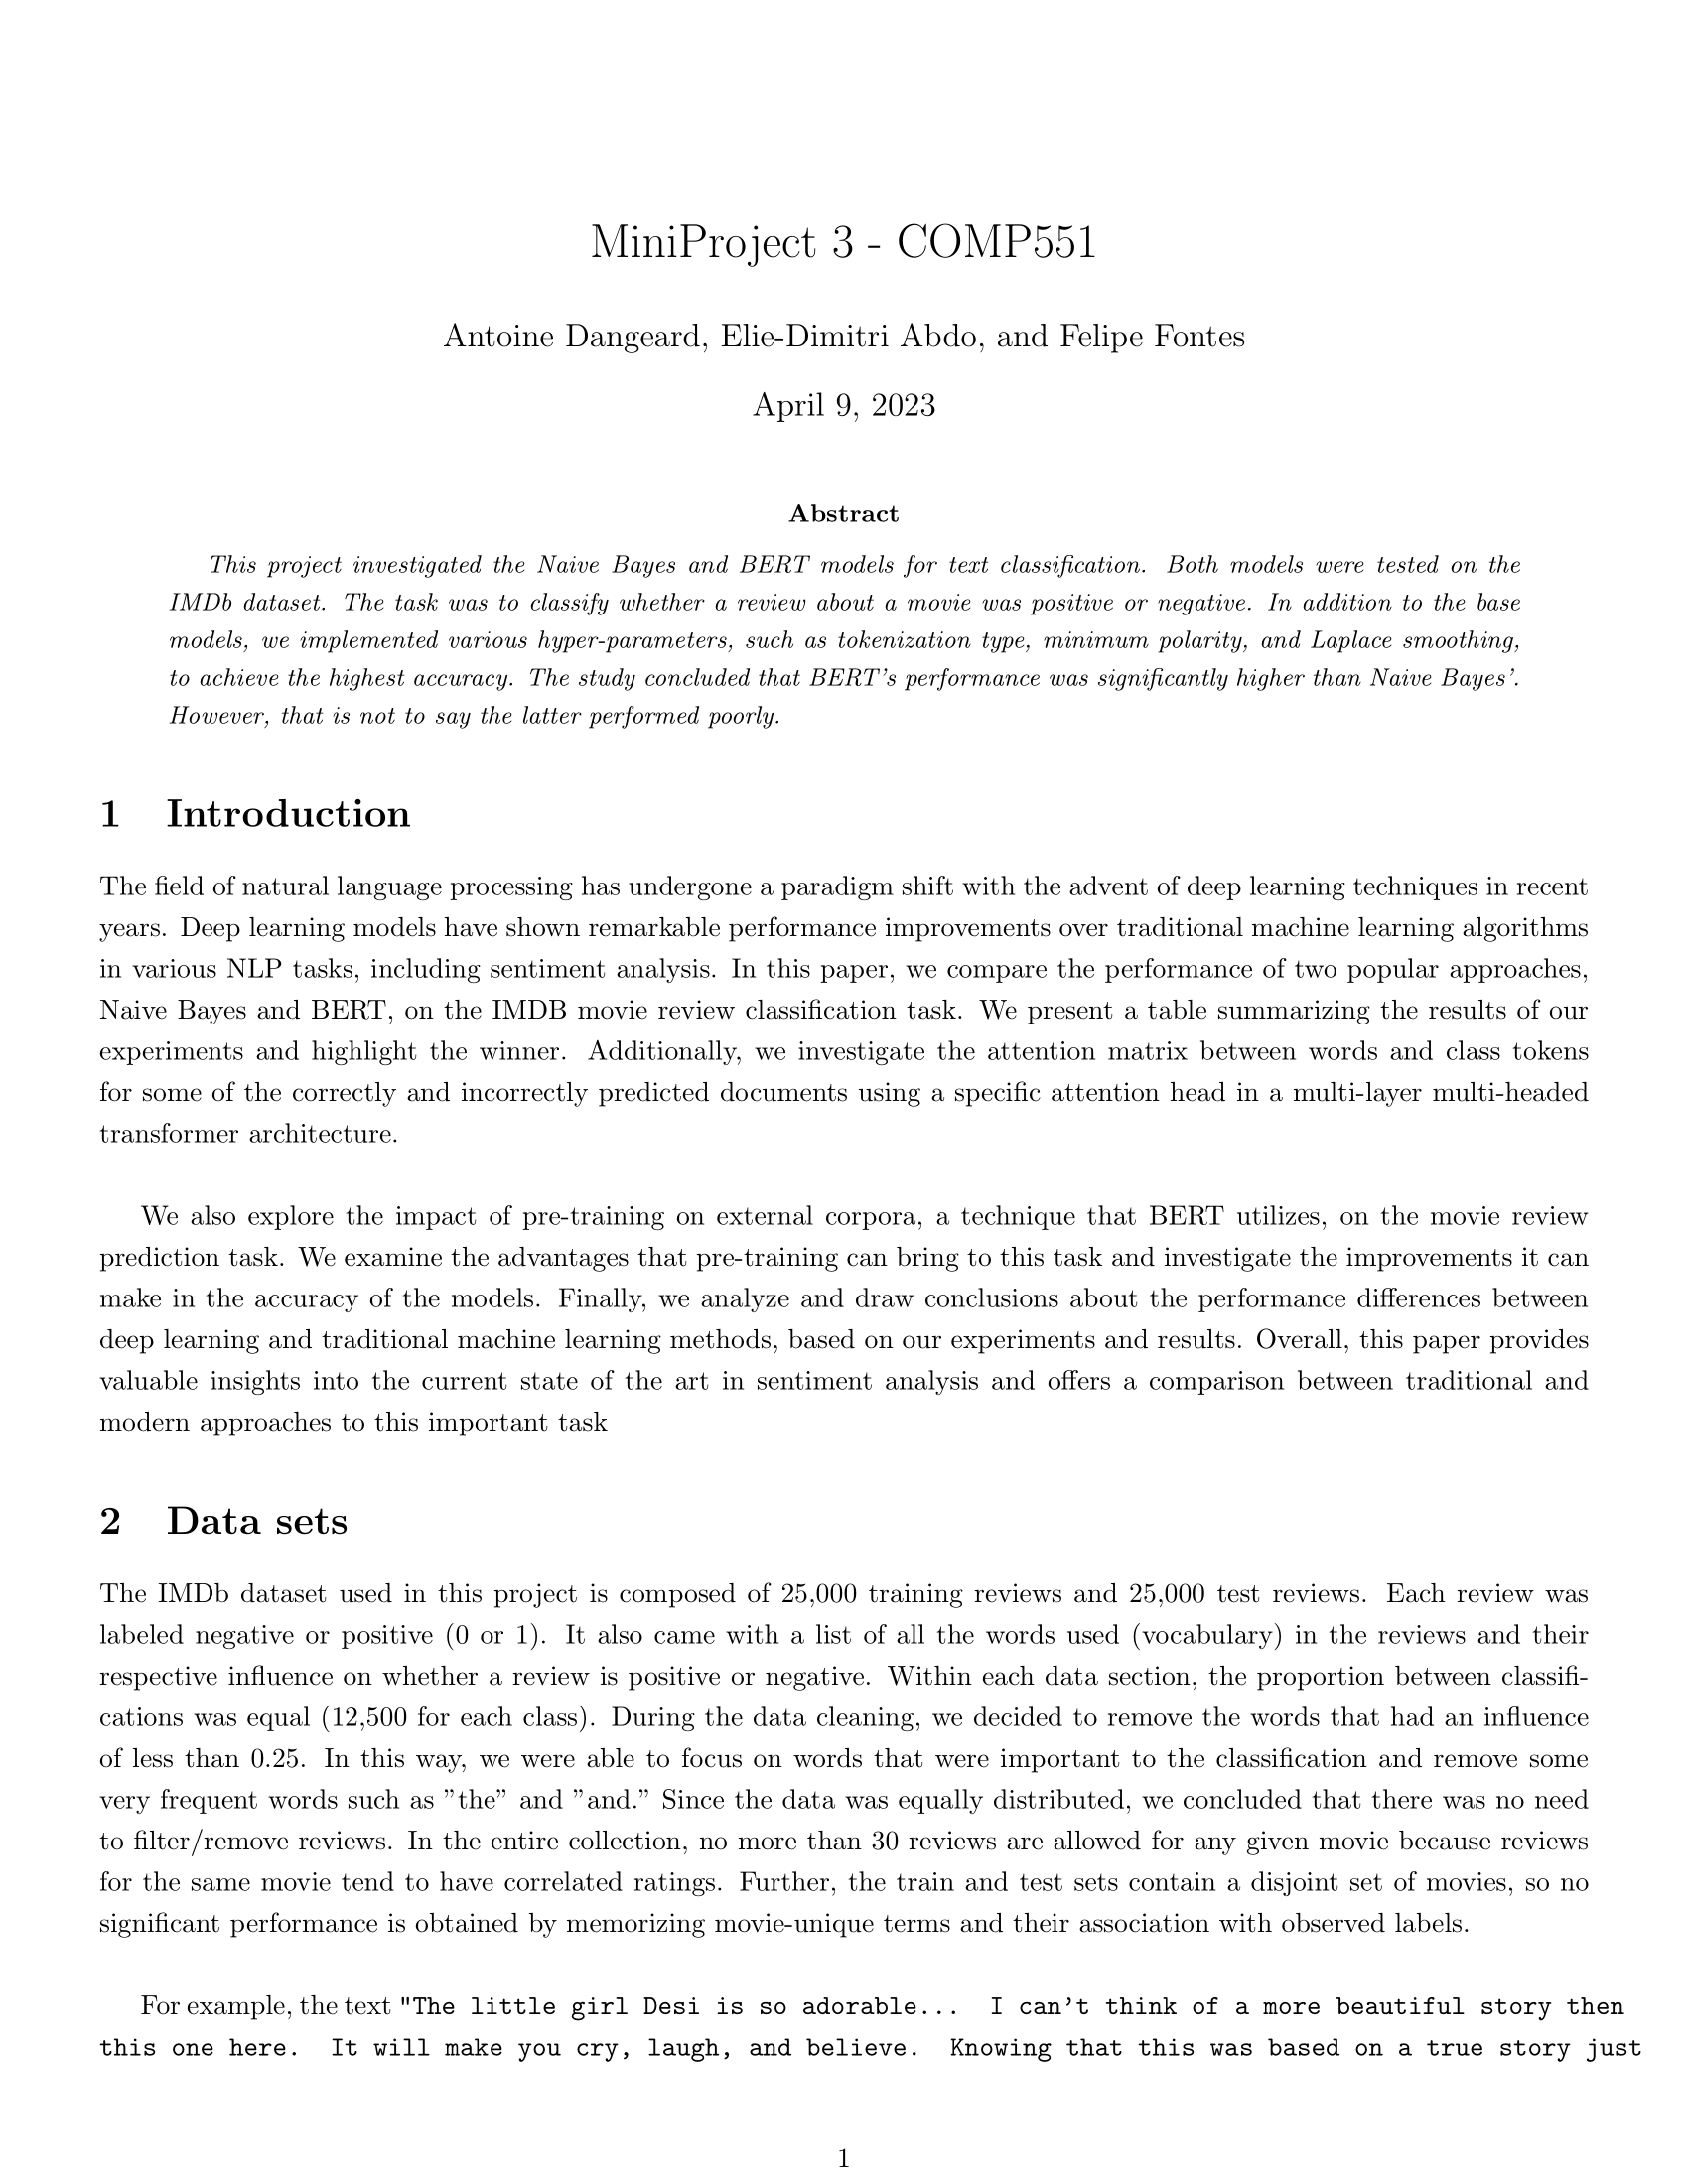 MiniProject 3 - COMP551
Antoine Dangeard, Elie-Dimitri Abdo, and Felipe Fontes
April 9, 2023
Abstract
This project investigated the Naive Bayes and BERT models for text classification. Both models were tested on the
IMDb dataset. The task was to classify whether a review about a movie was positive or negative. In addition to the base
models, we implemented various hyper-parameters, such as tokenization type, minimum polarity, and Laplace smoothing,
to achieve the highest accuracy. The study concluded that BERT's performance was significantly higher than Naive Bayes'.
However, that is not to say the latter performed poorly.
1 Introduction
The field of natural language processing has undergone a paradigm shift with the advent of deep learning techniques in recent
years. Deep learning models have shown remarkable performance improvements over traditional machine learning algorithms
in various NLP tasks, including sentiment analysis. In this paper, we compare the performance of two popular approaches,
Naive Bayes and BERT, on the IMDB movie review classification task. We present a table summarizing the results of our
experiments and highlight the winner. Additionally, we investigate the attention matrix between words and class tokens
for some of the correctly and incorrectly predicted documents using a specific attention head in a multi-layer multi-headed
transformer architecture.
We also explore the impact of pre-training on external corpora, a technique that BERT utilizes, on the movie review
prediction task. We examine the advantages that pre-training can bring to this task and investigate the improvements it can
make in the accuracy of the models. Finally, we analyze and draw conclusions about the performance differences between
deep learning and traditional machine learning methods, based on our experiments and results. Overall, this paper provides
valuable insights into the current state of the art in sentiment analysis and offers a comparison between traditional and
modern approaches to this important task
2 Data sets
The IMDb dataset used in this project is composed of 25,000 training reviews and 25,000 test reviews. Each review was
labeled negative or positive (0 or 1). It also came with a list of all the words used (vocabulary) in the reviews and their
respective influence on whether a review is positive or negative. Within each data section, the proportion between classifi-
cations was equal (12,500 for each class). During the data cleaning, we decided to remove the words that had an influence
of less than 0.25. In this way, we were able to focus on words that were important to the classification and remove some
very frequent words such as ”the” and ”and.” Since the data was equally distributed, we concluded that there was no need
to filter/remove reviews. In the entire collection, no more than 30 reviews are allowed for any given movie because reviews
for the same movie tend to have correlated ratings. Further, the train and test sets contain a disjoint set of movies, so no
significant performance is obtained by memorizing movie-unique terms and their association with observed labels.
For example, the text "The little girl Desi is so adorable... I can't think of a more beautiful story then
this one here. It will make you cry, laugh, and believe. Knowing that this was based on a true story just
1